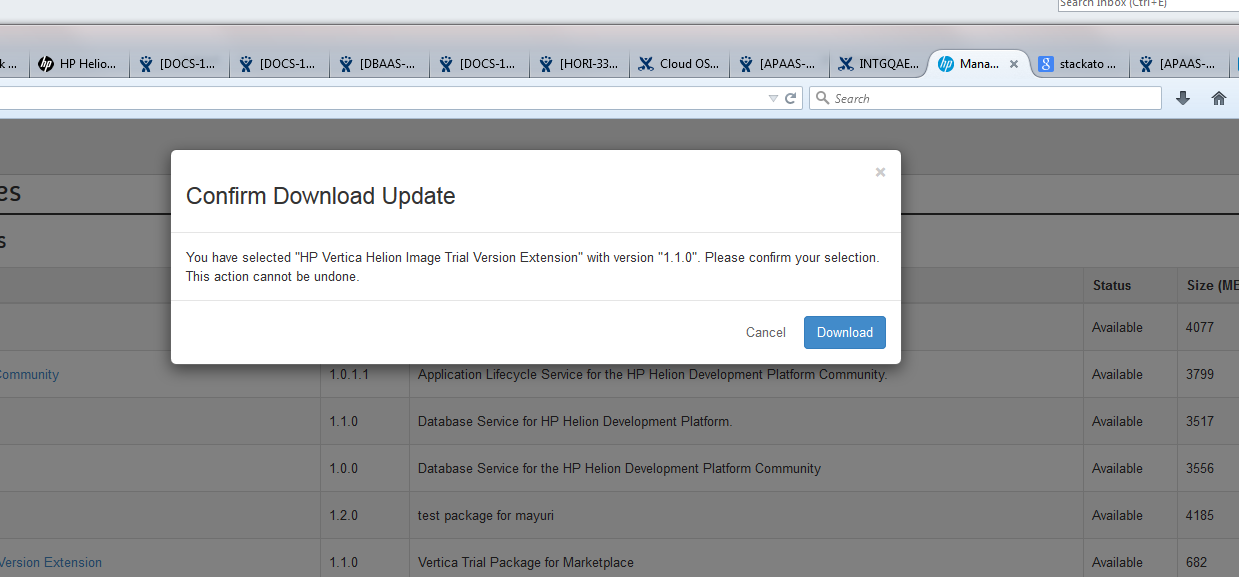 Search Inbox (Ctrl+E)
k ...
HP Helio...
[DOCS-1...
[DOCS-1...
[DBAAS-...
[DOCS-1...
[HORI-33...
Cloud OS...
[APAAS-...
INTGQAE...
Mana...
stackato ...
[APAAS-...
Search
es
s
Confirm Download Update
You have selected "HP Vertica Helion Image Trial Version Extension" with version "1.1.0". Please confirm your selection.
This action cannot be undone.
Cancel Download
Status Size (MB
Available 4077
Community 1.0.1.1 Application Lifecycle Service for the HP Helion Development Platform Community. Available 3799
1.1.0 Database Service for HP Helion Development Platform. Available 3517
1.0.0 Database Service for the HP Helion Development Platform Community Available 3556
1.2.0 test package for mayuri Available 4185
Version Extension 1.1.0 Vertica Trial Package for Marketplace Available 682